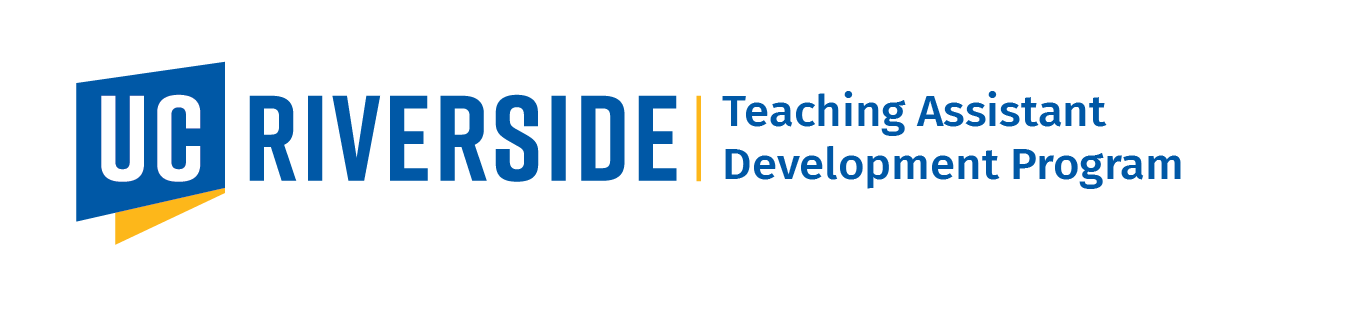 UC RIVERSIDE
Teaching Assistant
Development Program